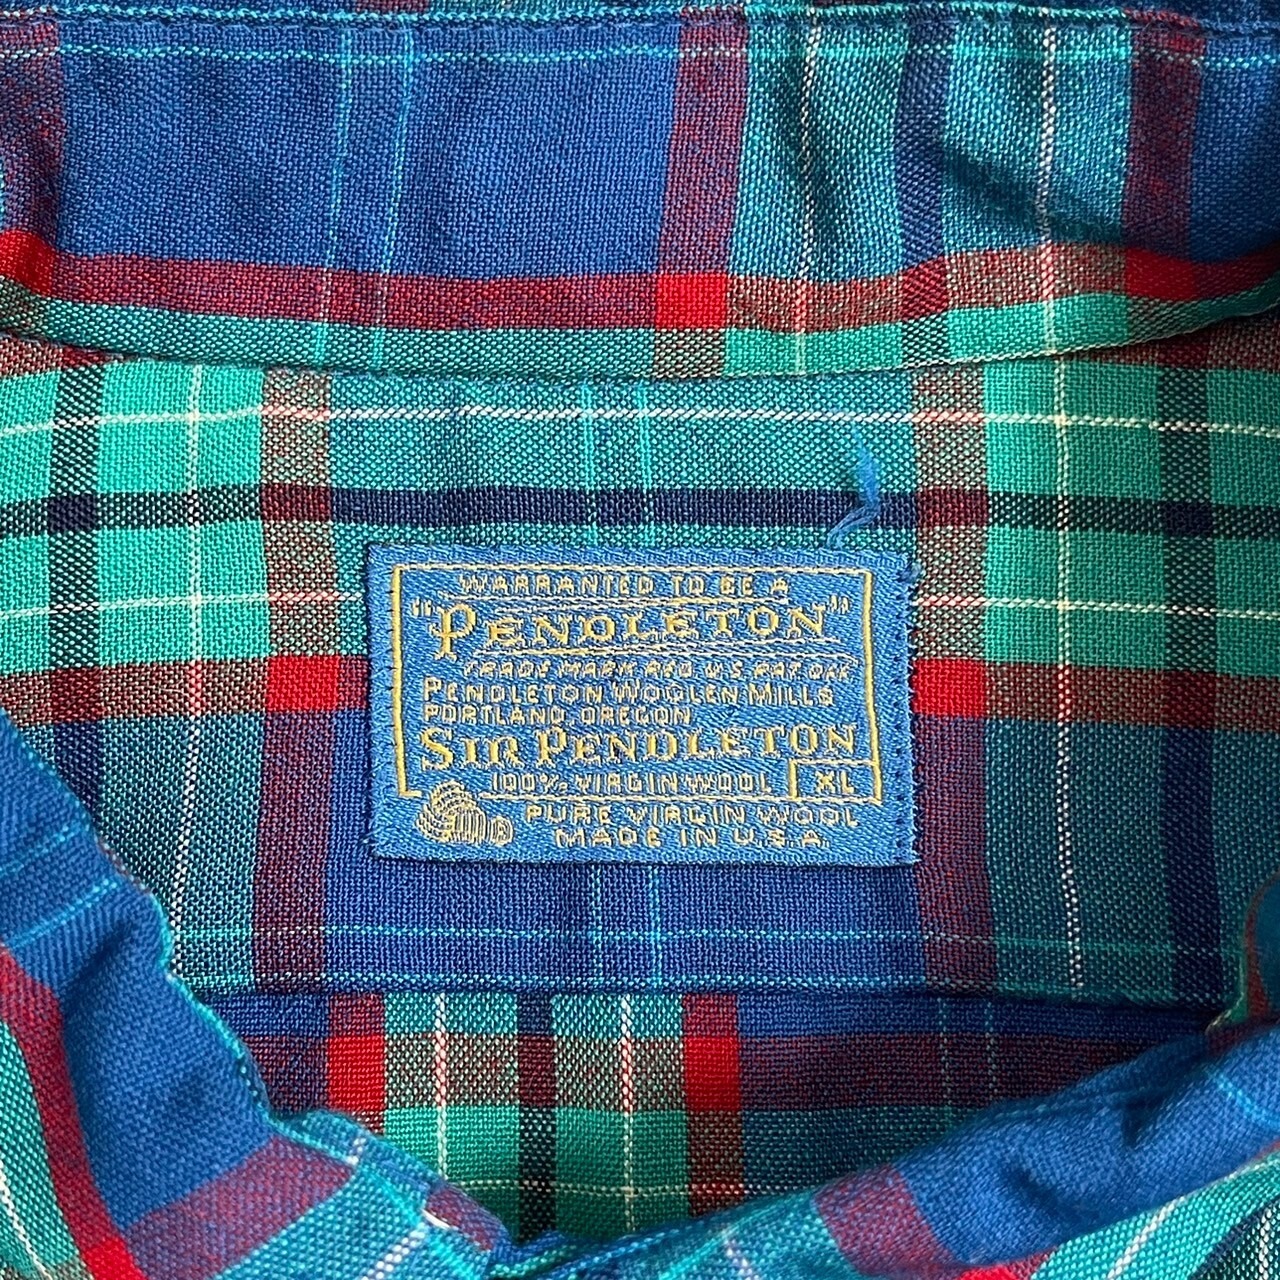 WARRANTED TO BE A
"PENDLETON"
TRADE MARK REG U.S. PAT. OFF.
PENDLETON WOOLEN MILLS
PORTLAND, OREGON
SIR PENDLETON
100% VIRGIN WOOL XL
PURE VIRGIN WOOL
MADE IN U.S.A.